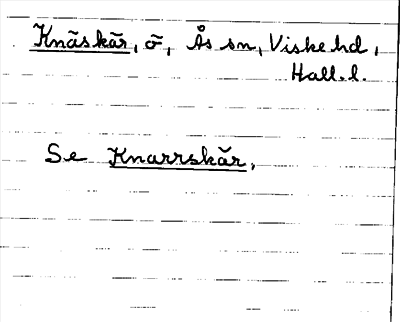 Knäskär, ö, Ås sn, Viske hd,
Hall. l.
Se Knarrskär.